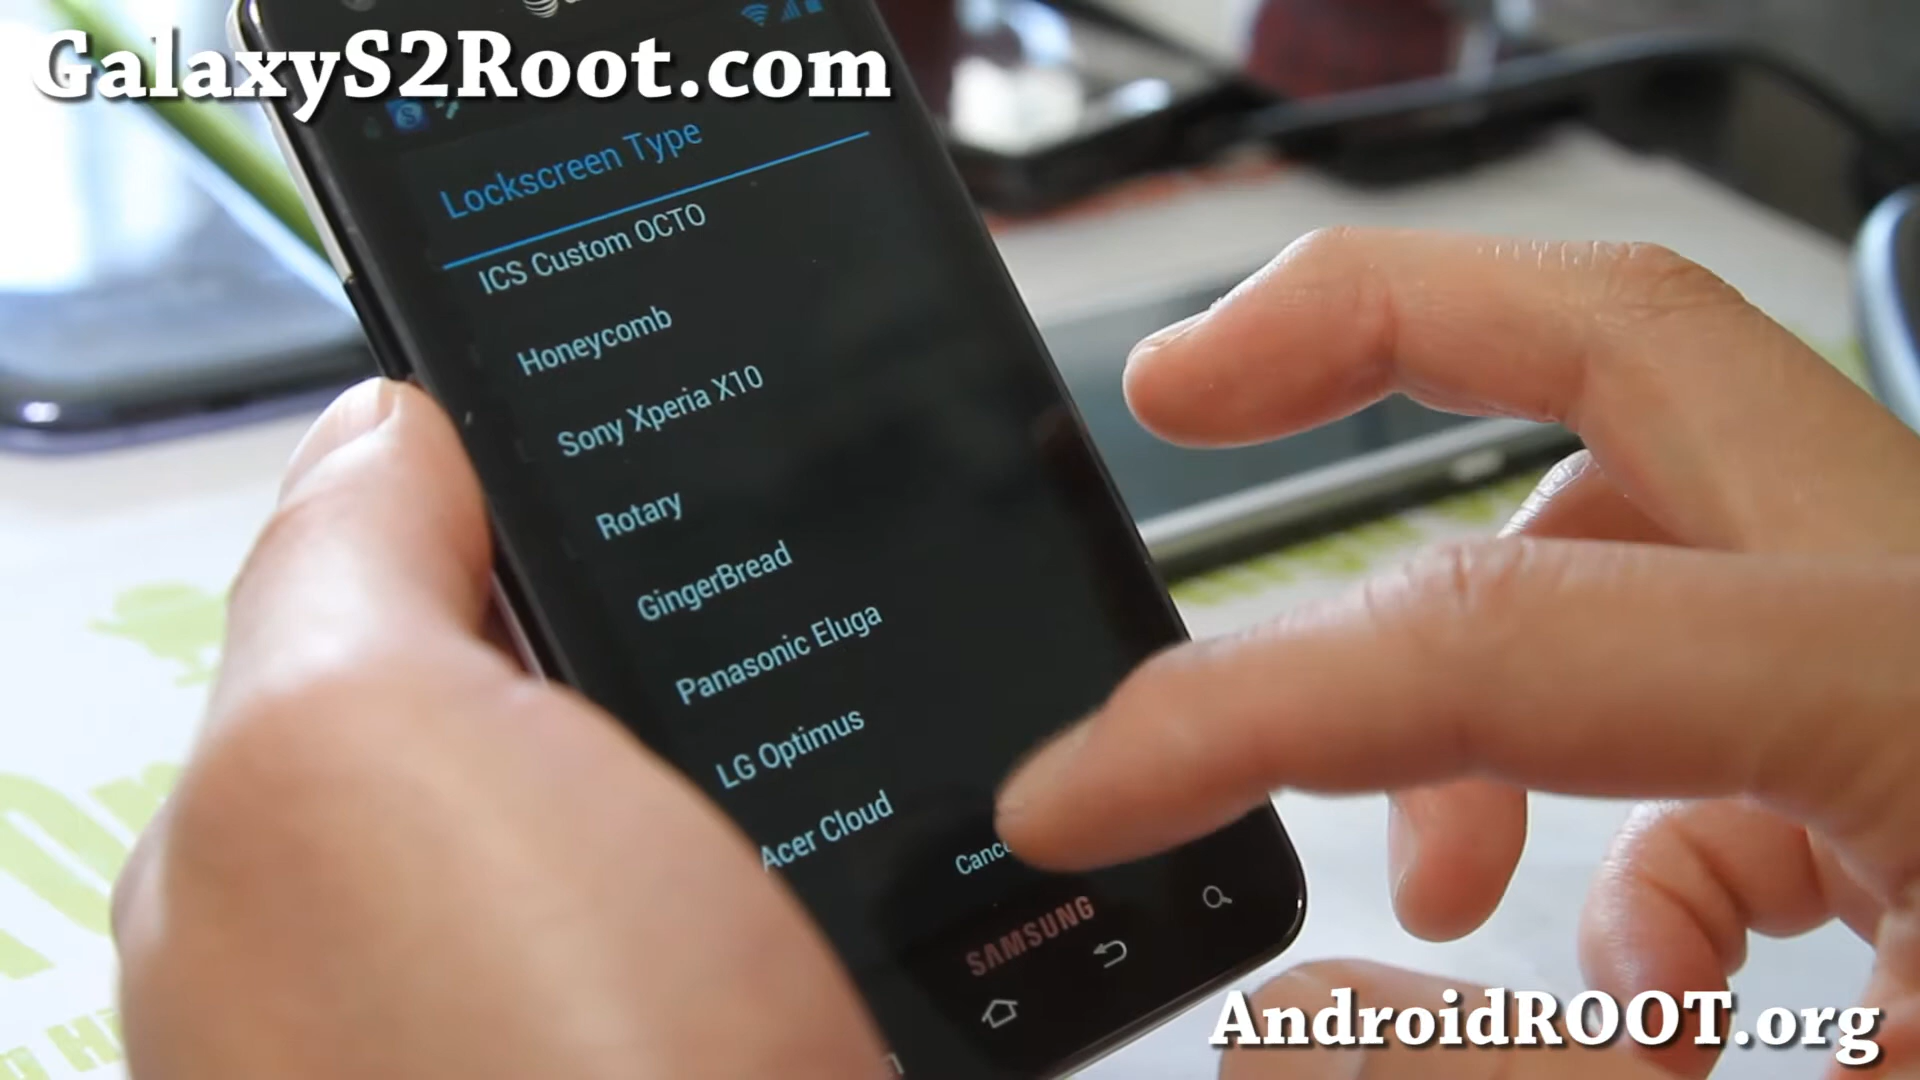 GalaxyS2Root.com
Lockscreen Type
ICS Custom OCTO
Honeycomb
Sony Xperia X10
Rotary
GingerBread
Panasonic Eluga
LG Optimus
Acer Cloud
SAMSUNG
AndroidROOT.org